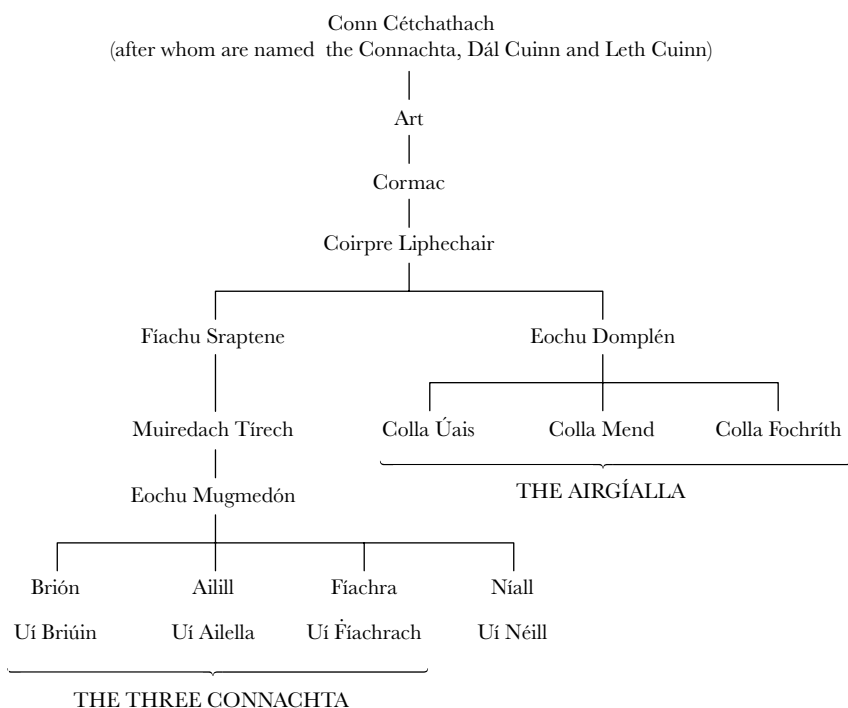 Conn Cétchathach
(after whom are named the Connachta, Dál Cuinn and Leth Cuinn)
Art
Cormac
Coirpre Liphechair
Fíachu Sraptene Eochu Domplén
Muiredach Tírech Colla Úais Colla Mend Colla Fochríth
THE AIRGÍALLA
Eochu Mugmedón
Brión Ailill Fíachra Níall
Uí Briúin Uí Ailella Uí Ḟíachrach Uí Néill
THE THREE CONNACHTA